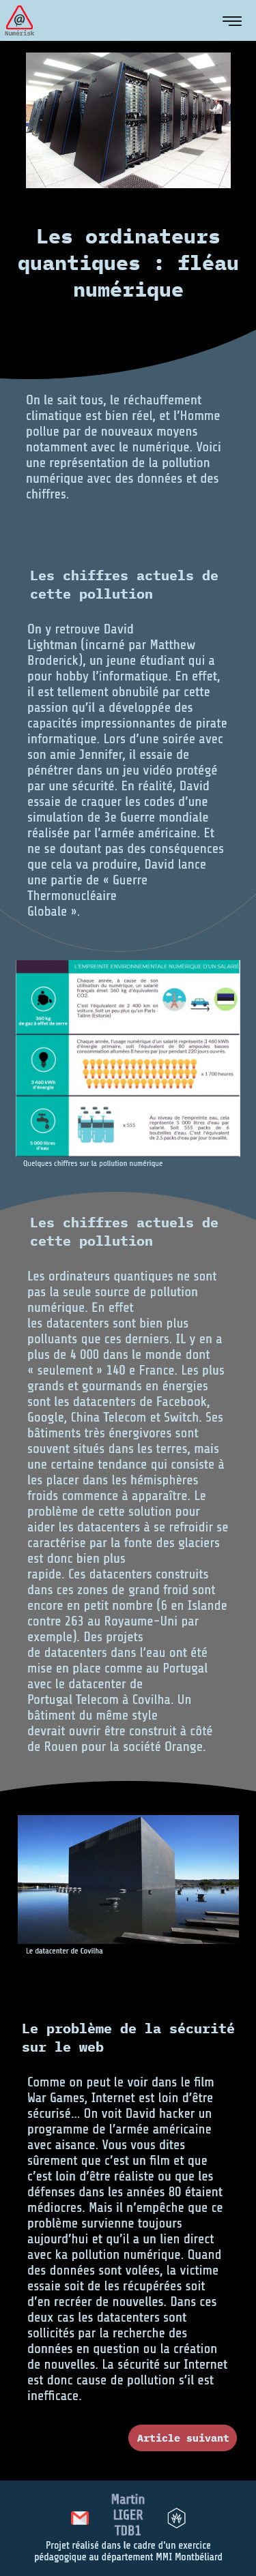 @
Numérisk
Les ordinateurs
quantiques : fléau
numérique
On le sait tous, le réchauffement
climatique est bien réel, et l’Homme
pollue par de nouveaux moyens
notamment avec le numérique. Voici
une représentation de la pollution
numérique avec des données et des
chiffres.
Les chiffres actuels de
cette pollution
On y retrouve David
Lightman (incarné par Matthew
Broderick), un jeune étudiant qui a
pour hobby l’informatique. En effet,
il est tellement obnubilé par cette
passion qu’il a développée des
capacités impressionnantes de pirate
informatique. Lors d’une soirée avec
son amie Jennifer, il essaie de
pénétrer dans un jeu vidéo protégé
par une sécurité. En réalité, David
essaie de craquer les codes d’une
simulation de 3e Guerre mondiale
réalisée par l’armée américaine. Et
ne se doutant pas des conséquences
que cela va produire, David lance
une partie de « Guerre
Thermonucléaire
Globale ».
L'EMPREINTE ENVIRONNEMENTALE NUMÉRIQUE D'UN SALARIÉ
Chaque année, à cause de son
utilisation du numérique, un salarié
français émet 360 kg d'équivalents
CO2.
C'est l'équivalent de 2 400 km en
voiture, soit un peu plus que Paris -
Tallinn (Estonie)
360 kg
de gaz à effet de serre
Chaque année, l'usage numérique d'un salarié représente 3 460 kWh
d'énergie primaire, soit l'équivalent de 80 ampoules basse
consommation allumées 8 heures par jour pendant 220 jours ouvrés.
3 460 kWh
d'énergie
x 1 700 heures
5 000 litres
d'eau
x 555
Au niveau de l'empreinte eau, cela
représente 5 000 litres d'eau. C'est
l'équivalent de 555 packs de 6
bouteilles d'eau. C'est l'équivalent
de 2.5 packs d'eau par jour travaillé.
Quelques chiffres sur la pollution numérique
Les chiffres actuels de
cette pollution
Les ordinateurs quantiques ne sont
pas la seule source de pollution
numérique. En effet
les datacenters sont bien plus
polluants que ces derniers. IL y en a
plus de 4 000 dans le monde dont
« seulement » 140 e France. Les plus
grands et gourmands en énergies
sont les datacenters de Facebook,
Google, China Telecom et Switch. Ses
bâtiments très énergivores sont
souvent situés dans les terres, mais
une certaine tendance qui consiste à
les placer dans les hémisphères
froids commence à apparaître. Le
problème de cette solution pour
aider les datacenters à se refroidir se
caractérise par la fonte des glaciers
est donc bien plus
rapide. Ces datacenters construits
dans ces zones de grand froid sont
encore en petit nombre (6 en Islande
contre 263 au Royaume-Uni par
exemple). Des projets
de datacenters dans l’eau ont été
mise en place comme au Portugal
avec le datacenter de
Portugal Telecom à Covilha. Un
bâtiment du même style
devrait ouvrir être construit à côté
de Rouen pour la société Orange.
Le datacenter de Covilha
Le problème de la sécurité
sur le web
Comme on peut le voir dans le film
War Games, Internet est loin d’être
sécurisé... On voit David hacker un
programme de l’armée américaine
avec aisance. Vous vous dites
sûrement que c’est un film et que
c’est loin d’être réaliste ou que les
défenses dans les années 80 étaient
médiocres. Mais il n’empêche que ce
problème survienne toujours
aujourd’hui et qu’il a un lien direct
avec ka pollution numérique. Quand
des données sont volées, la victime
essaie soit de les récupérées soit
d’en recréer de nouvelles. Dans ces
deux cas les datacenters sont
sollicités par la recherche des
données en question ou la création
de nouvelles. La sécurité sur Internet
est donc cause de pollution s’il est
inefficace.
Article suivant
Martin
LIGER
TDB1
Projet réalisé dans le cadre d'un exercice
pédagogique au département MMI Montbéliard